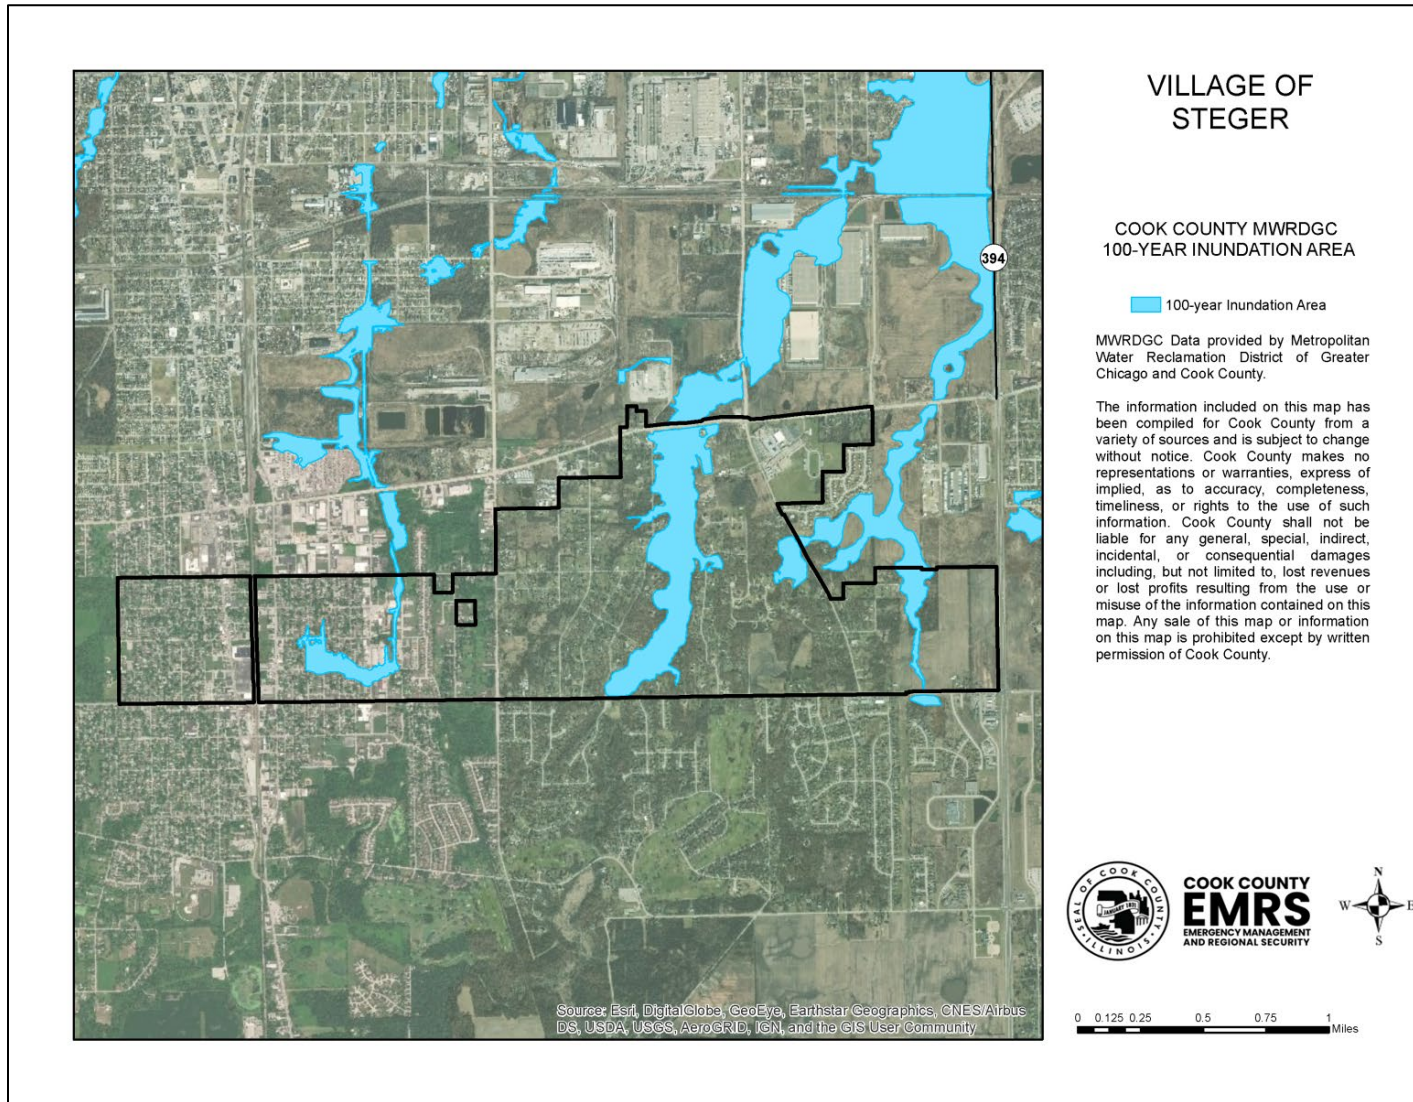 VILLAGE OF
STEGER
COOK COUNTY MWRDGC
100-YEAR INUNDATION AREA
394
100-year Inundation Area
MWRDGC Data provided by Metropolitan
Water Reclamation District of Greater
Chicago and Cook County.
The information included on this map has
been compiled for Cook County from a
variety of sources and is subject to change
without notice. Cook County makes no
representations or warranties, express of
implied, as to accuracy, completeness,
timeliness, or rights to the use of such
information. Cook County shall not be
liable for any general, special, indirect,
incidental, or consequential damages
including, but not limited to, lost revenues
or lost profits resulting from the use or
misuse of the information contained on this
map. Any sale of this map or information
on this map is prohibited except by written
permission of Cook County.
SEAL OF COOK COUNTY
JANUARY 1831
ILLINOIS
COOK COUNTY
EMRS
EMERGENCY MANAGEMENT
AND REGIONAL SECURITY
N
W E
S
Source: Esri, DigitalGlobe, GeoEye, Earthstar Geographics, CNES/Airbus
DS, USDA, USGS, AeroGRID, IGN, and the GIS User Community
0 0.125 0.25 0.5 0.75 1
Miles